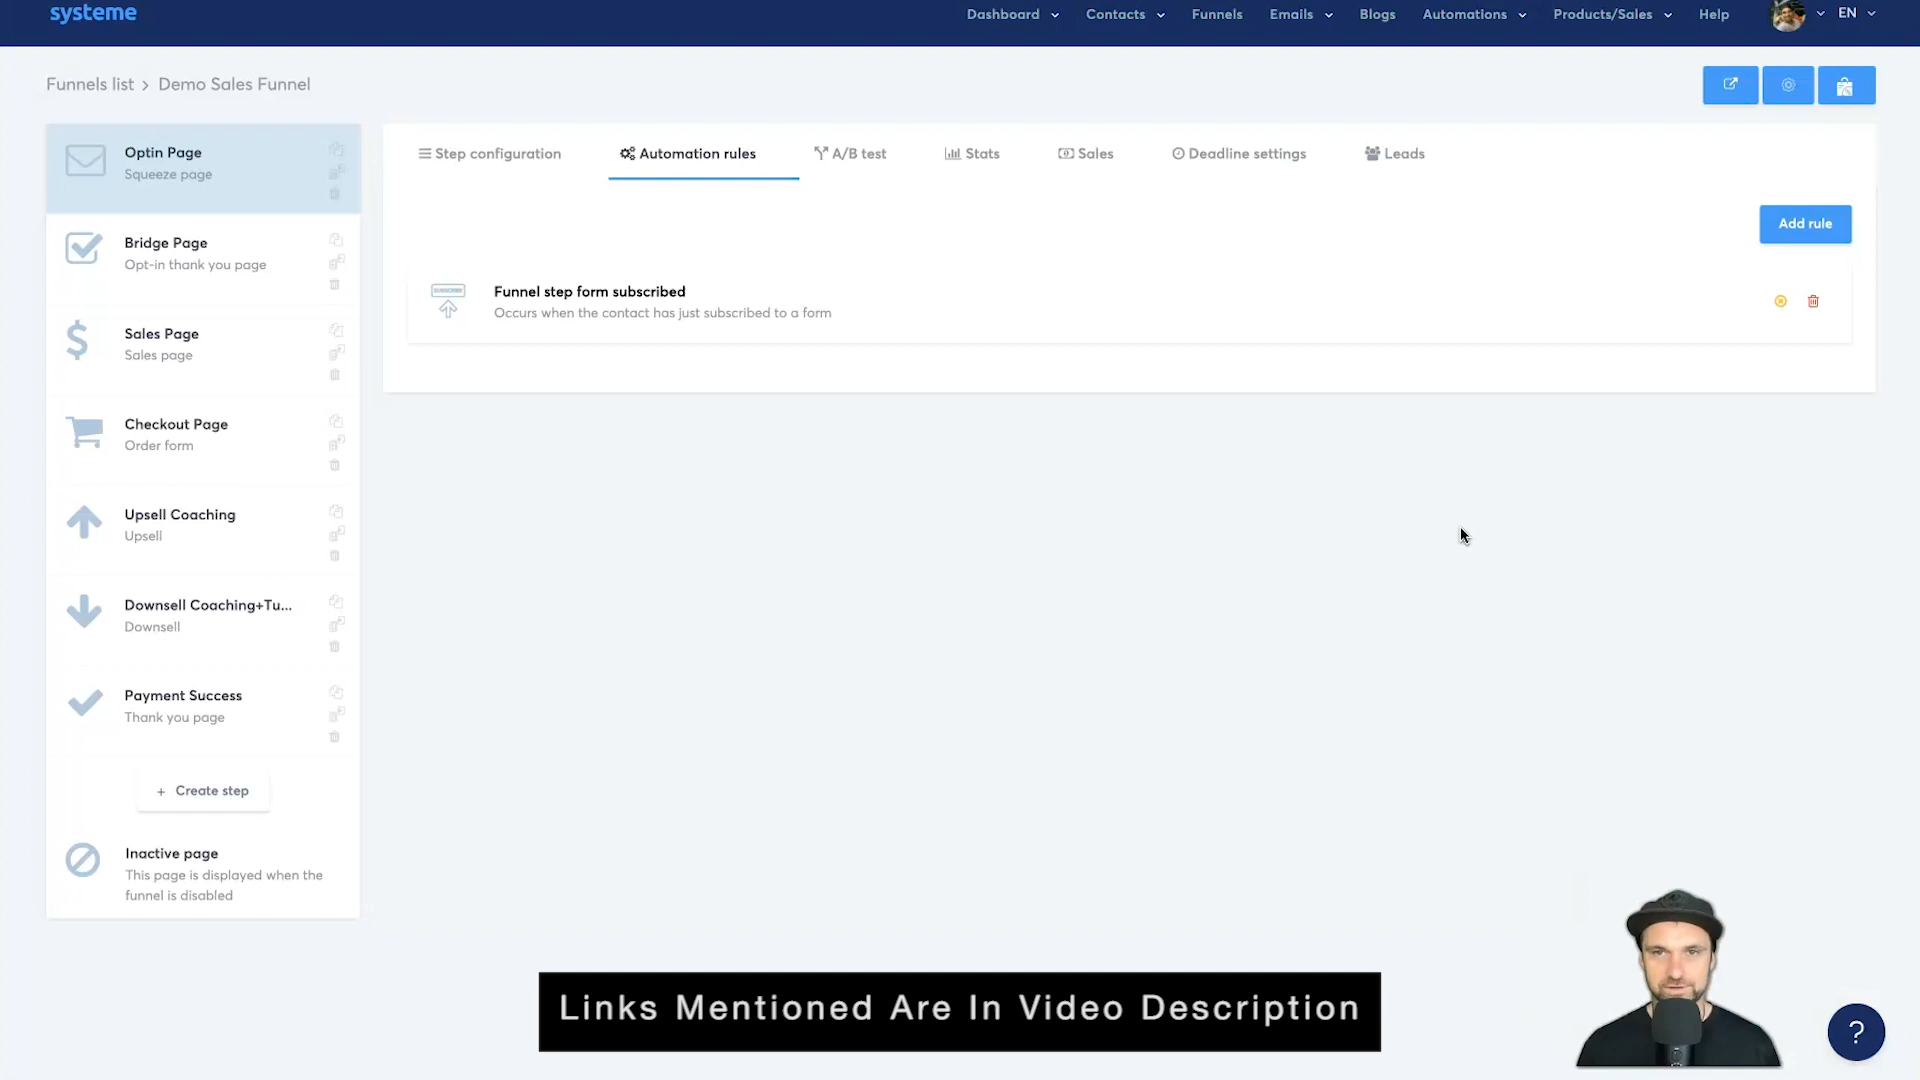 systeme
Dashboard
Contacts
Funnels
Emails
Blogs
Automations
Products/Sales
Help
EN
Funnels list > Demo Sales Funnel
Optin Page
Squeeze page
Bridge Page
Opt-in thank you page
Sales Page
Sales page
Checkout Page
Order form
Upsell Coaching
Upsell
Downsell Coaching+Tu...
Downsell
Payment Success
Thank you page
+ Create step
Inactive page
This page is displayed when the
funnel is disabled
Step configuration
Automation rules
A/B test
Stats
Sales
Deadline settings
Leads
Add rule
SUBSCRIBE
Funnel step form subscribed
Occurs when the contact has just subscribed to a form
Links Mentioned Are In Video Description
?